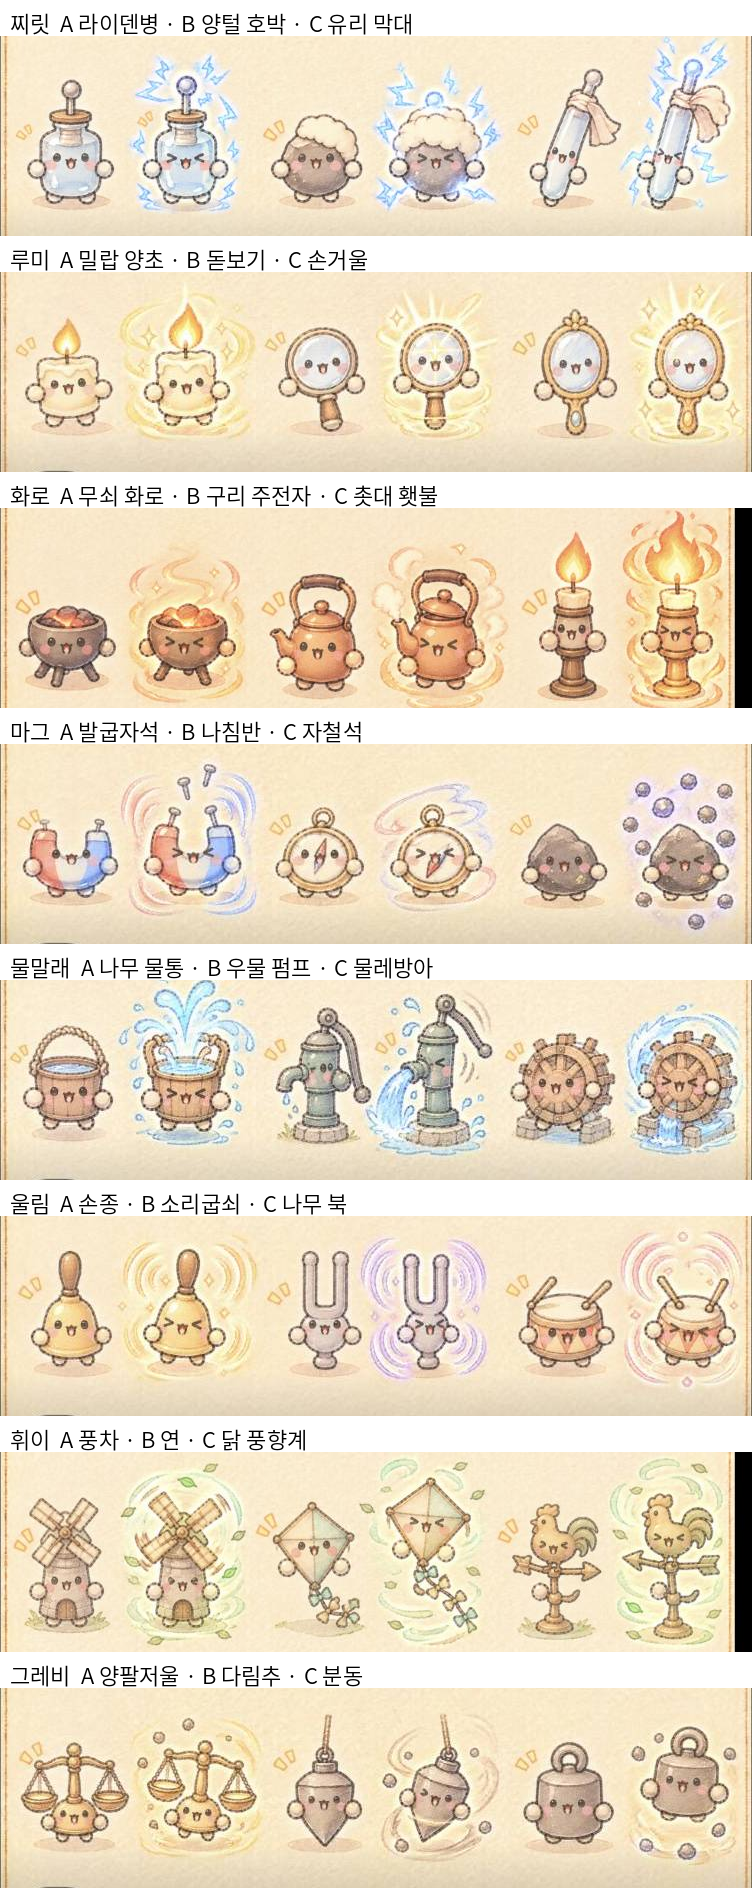 찌릿 A 라이덴병 · B 양털 호박 · C 유리 막대
루미 A 밀랍 양초 · B 돋보기 · C 손거울
화로 A 무쇠 화로 · B 구리 주전자 · C 촛대 횃불
마그 A 발굽자석 · B 나침반 · C 자철석
물말래 A 나무 물통 · B 우물 펌프 · C 물레방아
울림 A 손종 · B 소리굽쇠 · C 나무 북
휘이 A 풍차 · B 연 · C 닭 풍향계
그레비 A 양팔저울 · B 다림추 · C 분동